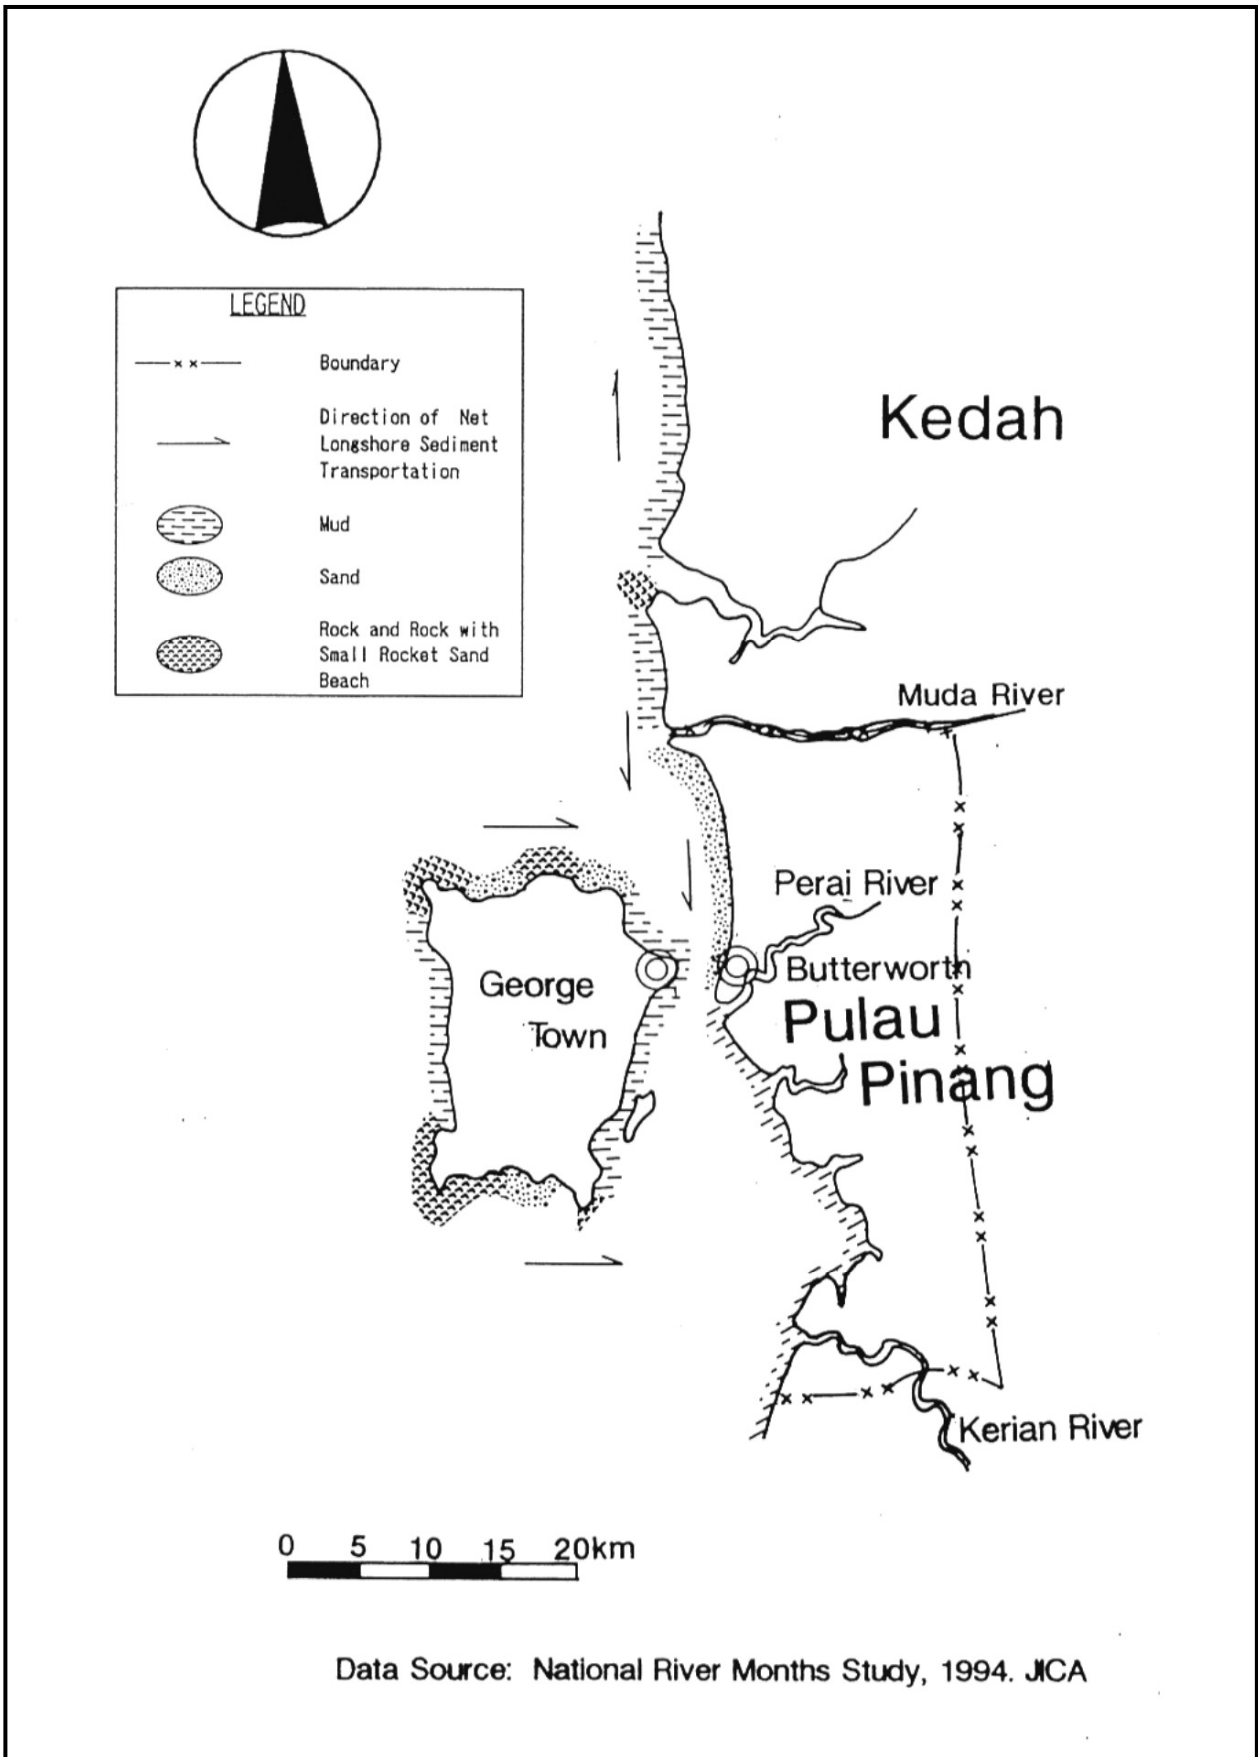 LEGEND
Boundary
Direction of Net
Longshore Sediment
Transportation
Mud
Sand
Rock and Rock with
Small Rocket Sand
Beach
Kedah
Muda River
Perai River
Butterworth
George
Town
Pulau
Pinang
Kerian River
0 5 10 15 20km
Data Source: National River Months Study, 1994. JICA